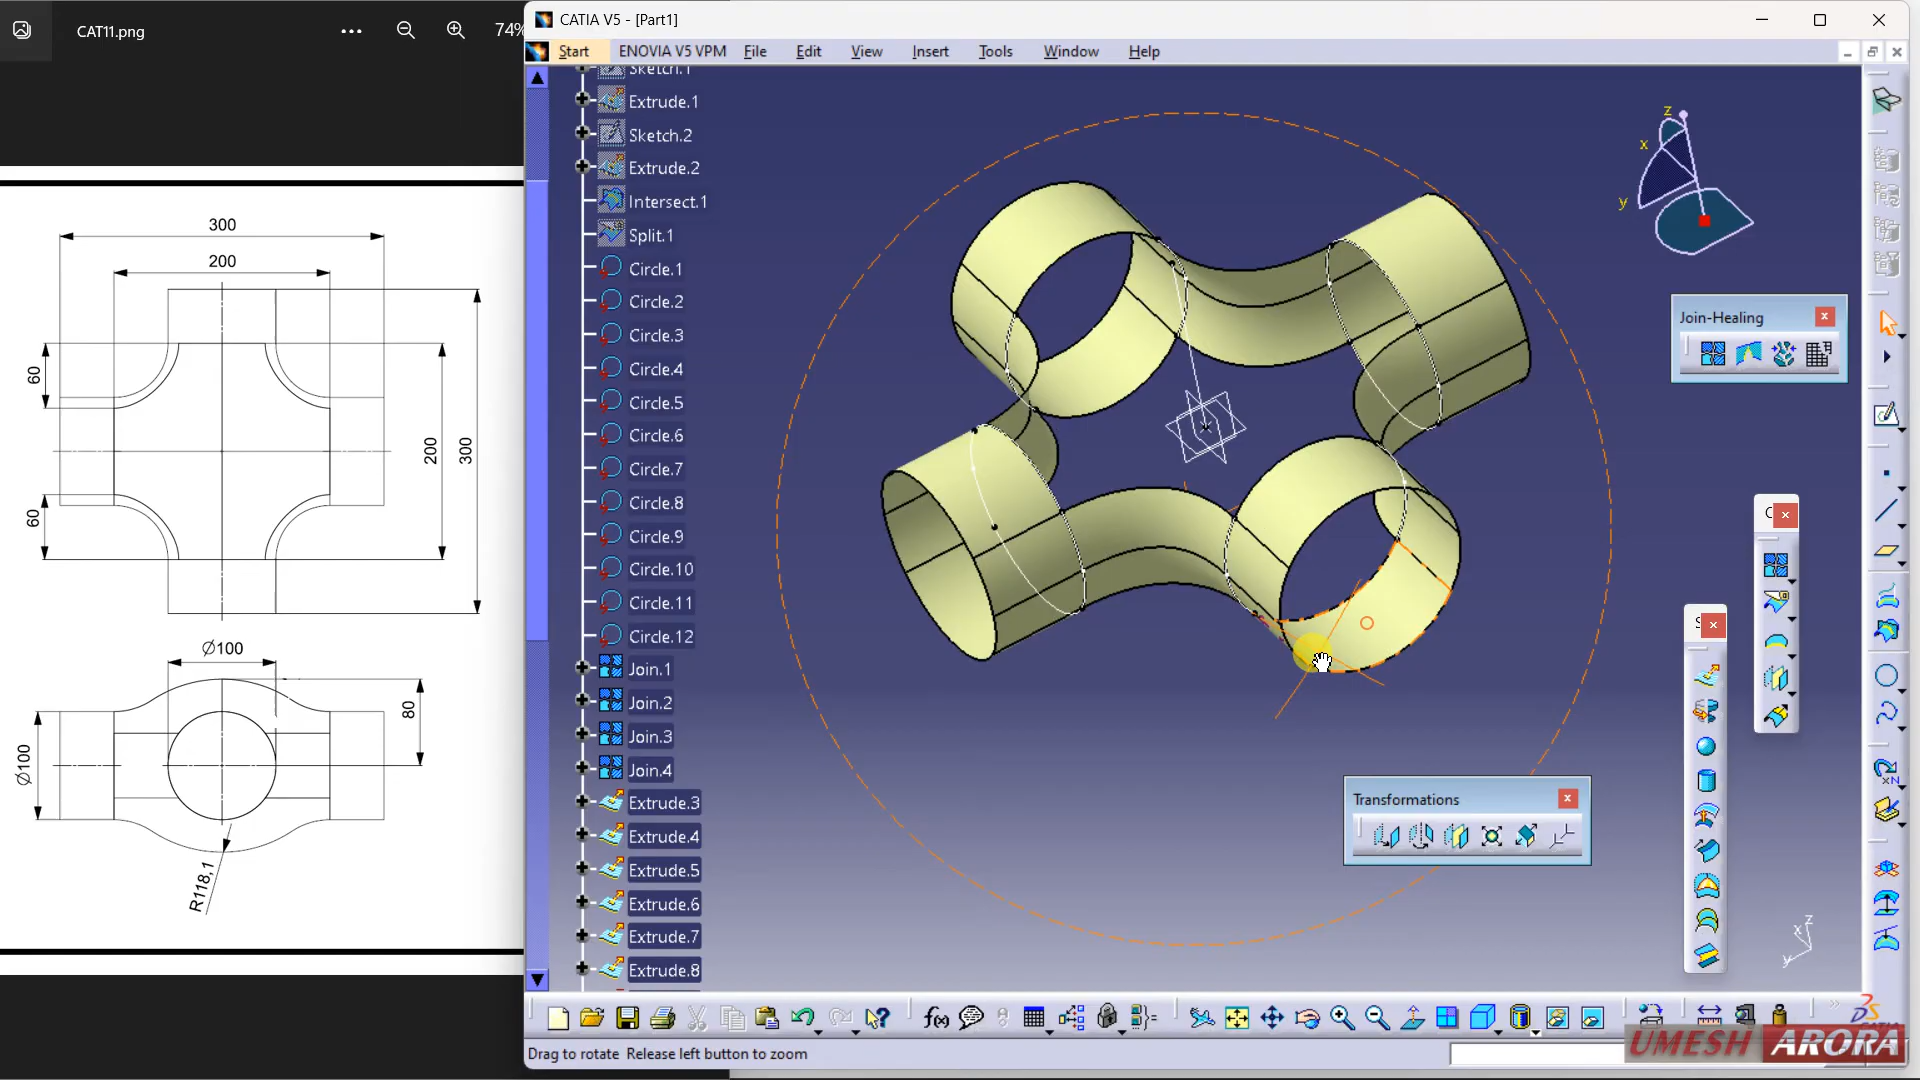 CAT11.png
74%
300
200
60
60
200
300
Ø100
80
Ø100
R118,1
CATIA V5 - [Part1]
Start ENOVIA V5 VPM File Edit View Insert Tools Window Help
Sketch.1
Extrude.1
Sketch.2
Extrude.2
Intersect.1
Split.1
Circle.1
Circle.2
Circle.3
Circle.4
Circle.5
Circle.6
Circle.7
Circle.8
Circle.9
Circle.10
Circle.11
Circle.12
Join.1
Join.2
Join.3
Join.4
Extrude.3
Extrude.4
Extrude.5
Extrude.6
Extrude.7
Extrude.8
z
x
y
Join-Healing
Transformations
z
x
y
Drag to rotate Release left button to zoom
UMESH ARORA